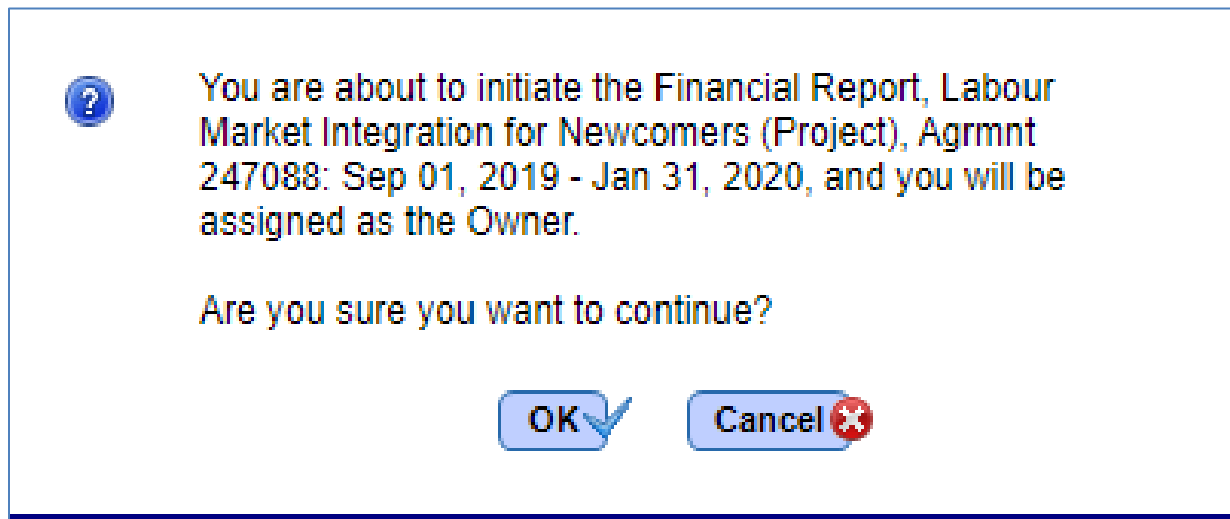 You are about to initiate the Financial Report, Labour
Market Integration for Newcomers (Project), Agrmnt
247088: Sep 01, 2019 - Jan 31, 2020, and you will be
assigned as the Owner.
Are you sure you want to continue?
OK Cancel